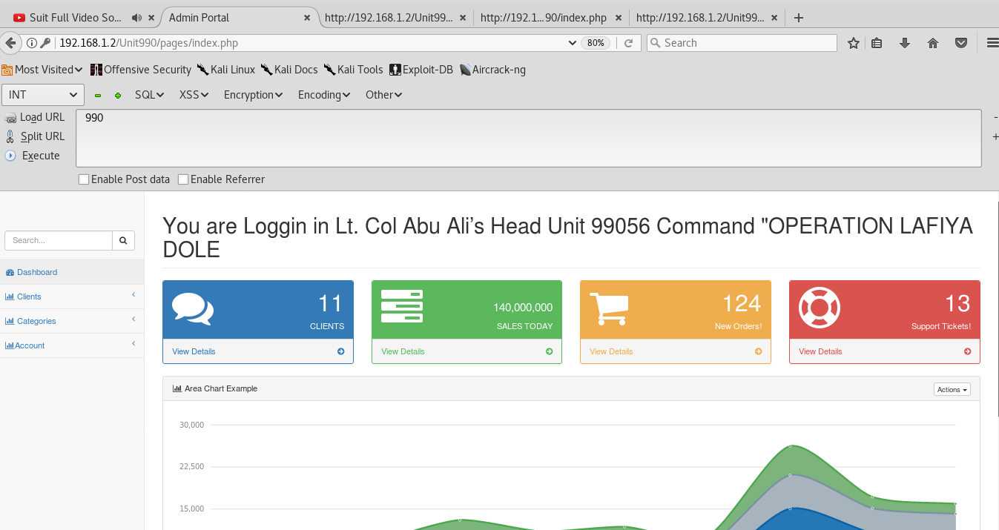 Suit Full Video So...
Admin Portal
http://192.168.1.2/Unit99...
http://192.1...90/index.php
http://192.168.1.2/Unit99...
192.168.1.2/Unit990/pages/index.php
80%
Search
Most Visited
Offensive Security
Kali Linux
Kali Docs
Kali Tools
Exploit-DB
Aircrack-ng
INT
SQL
XSS
Encryption
Encoding
Other
Load URL
990
Split URL
Execute
Enable Post data
Enable Referrer
Search...
Dashboard
Clients
Categories
Account
You are Loggin in Lt. Col Abu Ali’s Head Unit 99056 Command "OPERATION LAFIYA
DOLE
11
CLIENTS
View Details
140,000,000
SALES TODAY
View Details
124
New Orders!
View Details
13
Support Tickets!
View Details
Area Chart Example
Actions
30,000
22,500
15,000